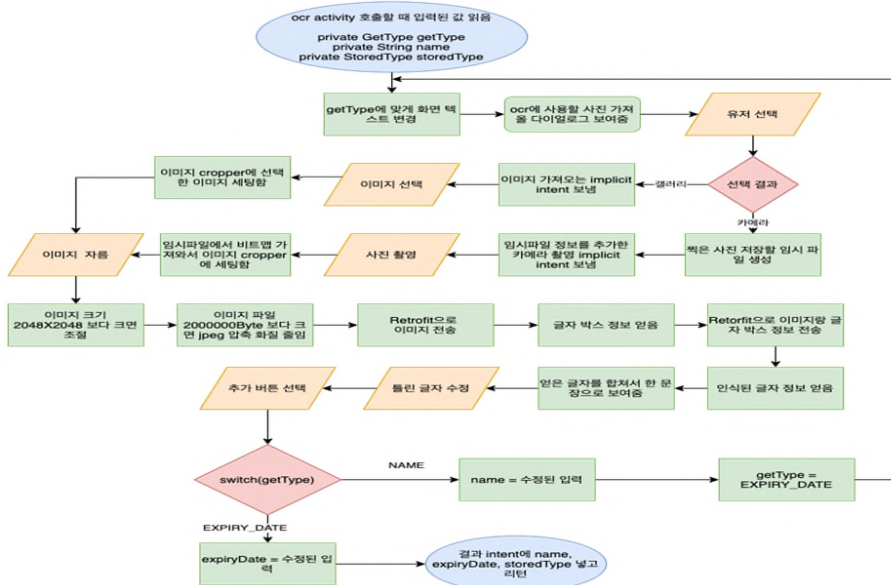 ocr activity 호출할 때 입력된 값 읽음
private GetType getType
private String name
private StoredType storedType
getType에 맞게 화면 텍
스트 변경
ocr에 사용할 사진 가져
올 다이얼로그 보여줌
유저 선택
이미지 cropper에 선택
한 이미지 세팅함
이미지 선택
이미지 가져오는 implicit
intent 보냄
갤러리
선택 결과
카메라
이미지 자름
임시파일에서 비트맵 가
져와서 이미지 cropper
에 세팅함
사진 촬영
임시파일 정보를 추가한
카메라 촬영 implicit
intent 보냄
찍은 사진 저장할 임시 파
일 생성
이미지 크기
2048X2048 보다 크면
조절
이미지 파일
2000000Byte 보다 크
면 jpeg 압축 화질 줄임
Retrofit으로
이미지 전송
글자 박스 정보 얻음
Retorfit으로 이미지랑 글
자 박스 정보 전송
추가 버튼 선택
틀린 글자 수정
얻은 글자를 합쳐서 한 문
장으로 보여줌
인식된 글자 정보 얻음
switch(getType)
NAME
name = 수정된 입력
getType =
EXPIRY_DATE
EXPIRY_DATE
expiryDate = 수정된 입
력
결과 intent에 name,
expiryDate, storedType 넣고
리턴